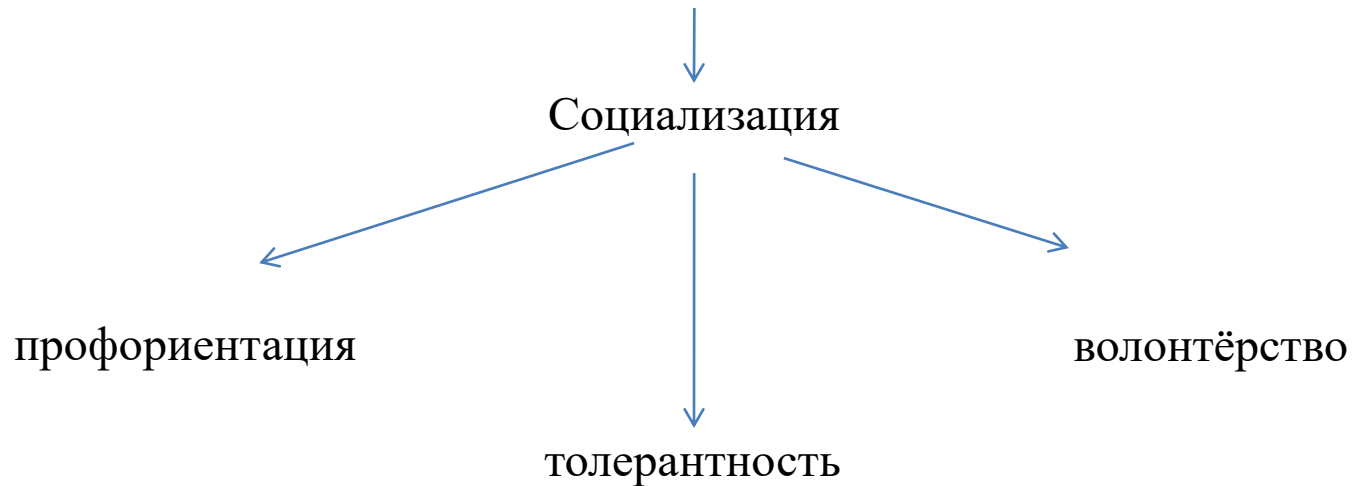 Социализация
профориентация
волонтёрство
толерантность